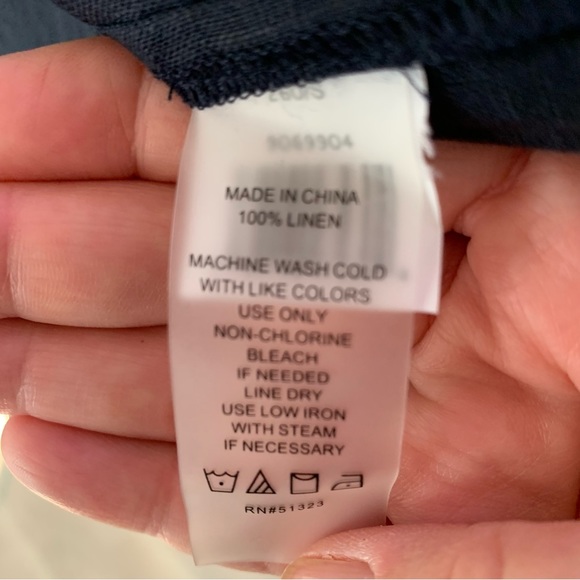 9069904
MADE IN CHINA
100% LINEN
MACHINE WASH COLD
WITH LIKE COLORS
USE ONLY
NON-CHLORINE
BLEACH
IF NEEDED
LINE DRY
USE LOW IRON
WITH STEAM
IF NECESSARY
RN#51323